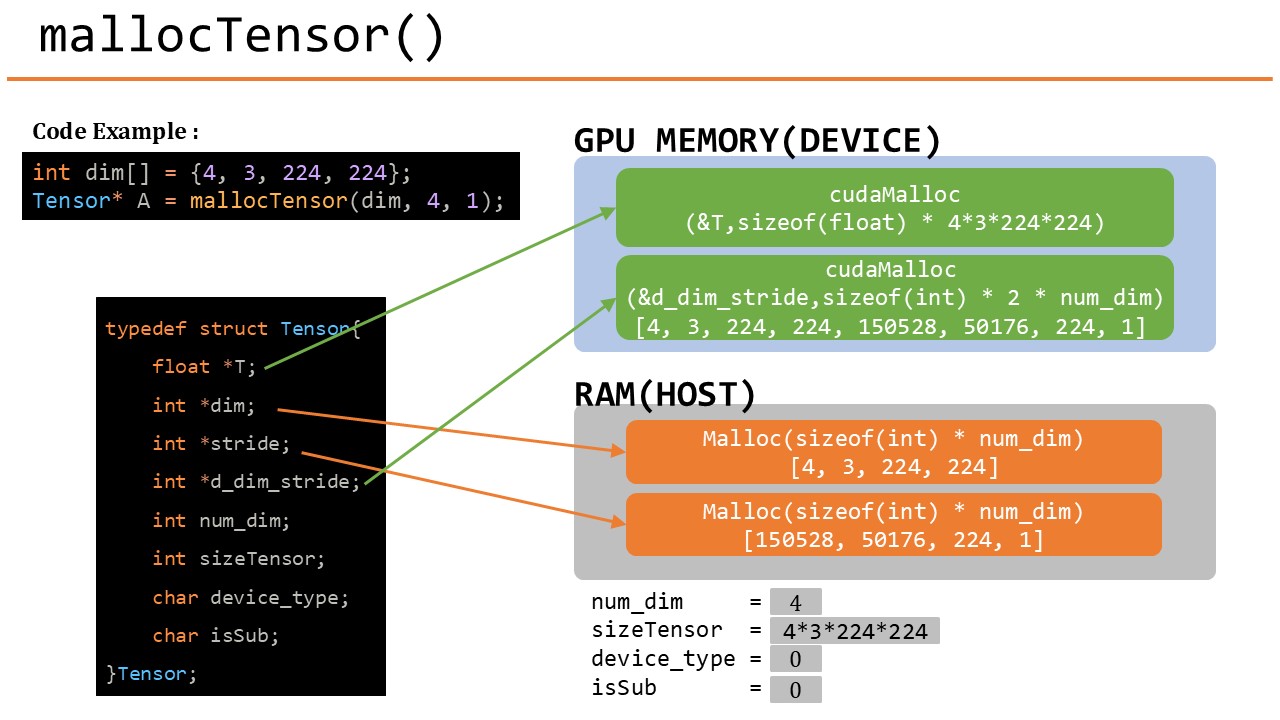 mallocTensor()
Code Example :
int dim[] = {4, 3, 224, 224};
Tensor* A = mallocTensor(dim, 4, 1);
typedef struct Tensor{
float *T;
int *dim;
int *stride;
int *d_dim_stride;
int num_dim;
int sizeTensor;
char device_type;
char isSub;
}Tensor;
GPU MEMORY(DEVICE)
cudaMalloc
(&T,sizeof(float) * 4*3*224*224)
cudaMalloc
(&d_dim_stride,sizeof(int) * 2 * num_dim)
[4, 3, 224, 224, 150528, 50176, 224, 1]
RAM(HOST)
Malloc(sizeof(int) * num_dim)
[4, 3, 224, 224]
Malloc(sizeof(int) * num_dim)
[150528, 50176, 224, 1]
num_dim = 4
sizeTensor = 4*3*224*224
device_type = 0
isSub = 0